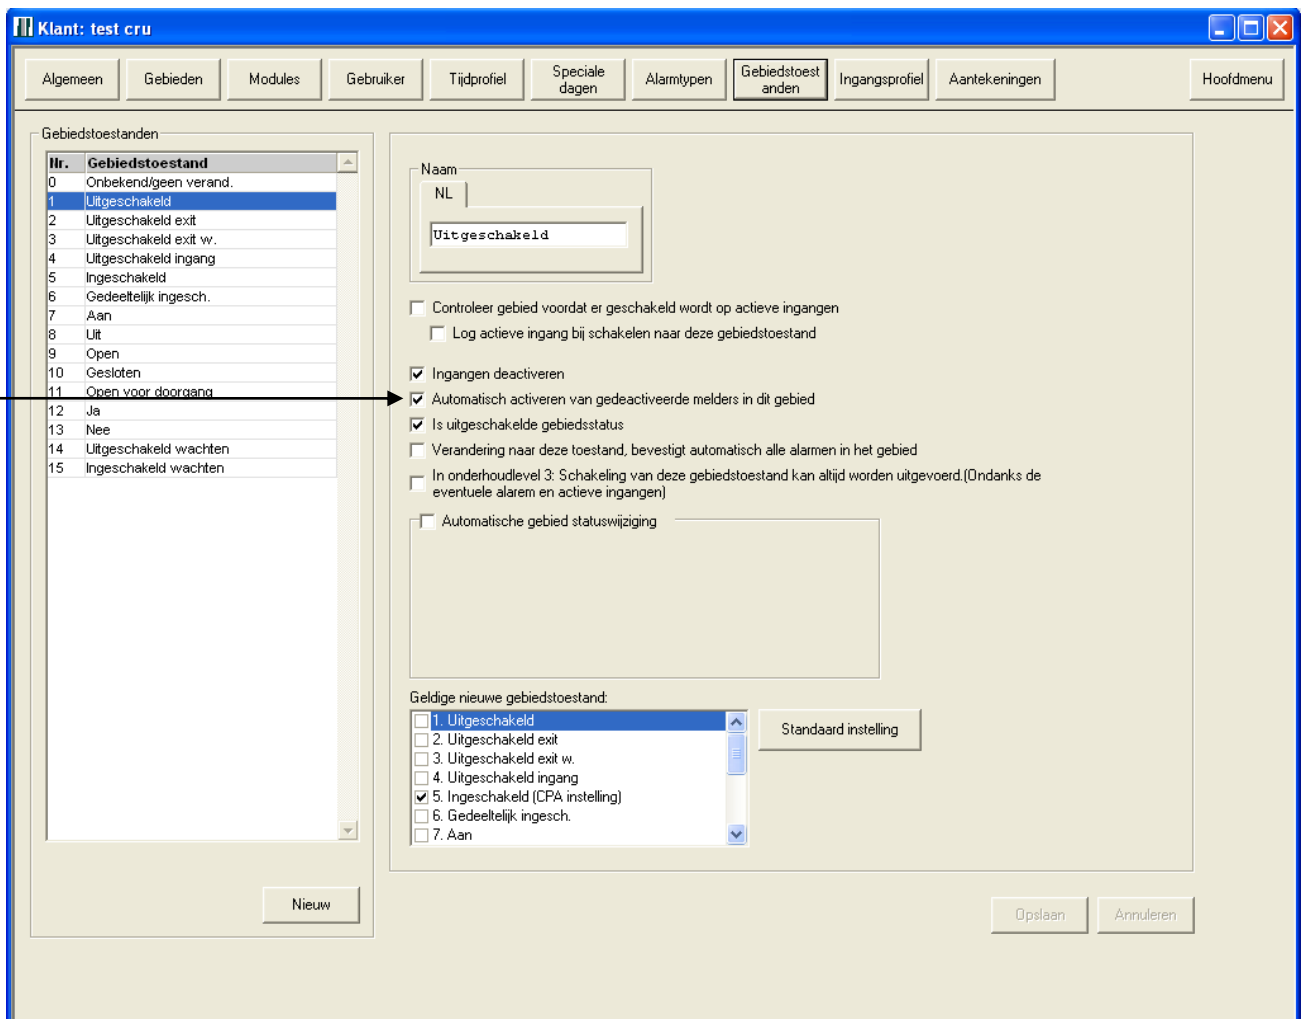 Klant: test cru
Algemeen
Gebieden
Modules
Gebruiker
Tijdprofiel
Speciale
dagen
Alarmtypen
Gebiedstoest
anden
Ingangsprofiel
Aantekeningen
Hoofdmenu
Gebiedstoestanden
Nr. Gebiedstoestand
0 Onbekend/geen verand.
1 Uitgeschakeld
2 Uitgeschakeld exit
3 Uitgeschakeld exit w.
4 Uitgeschakeld ingang
5 Ingeschakeld
6 Gedeeltelijk ingesch.
7 Aan
8 Uit
9 Open
10 Gesloten
11 Open voor doorgang
12 Ja
13 Nee
14 Uitgeschakeld wachten
15 Ingeschakeld wachten
Nieuw
Naam
NL
Uitgeschakeld
Controleer gebied voordat er geschakeld wordt op actieve ingangen
Log actieve ingang bij schakelen naar deze gebiedstoestand
Ingangen deactiveren
Automatisch activeren van gedeactiveerde melders in dit gebied
Is uitgeschakelde gebiedsstatus
Verandering naar deze toestand, bevestigt automatisch alle alarmen in het gebied
In onderhoudlevel 3: Schakeling van deze gebiedstoestand kan altijd worden uitgevoerd.(Ondanks de
eventuele alarem en actieve ingangen)
Automatische gebied statuswijziging
Geldige nieuwe gebiedstoestand:
1. Uitgeschakeld
2. Uitgeschakeld exit
3. Uitgeschakeld exit w.
4. Uitgeschakeld ingang
5. Ingeschakeld (CPA instelling)
6. Gedeeltelijk ingesch.
7. Aan
Standaard instelling
Opslaan
Annuleren